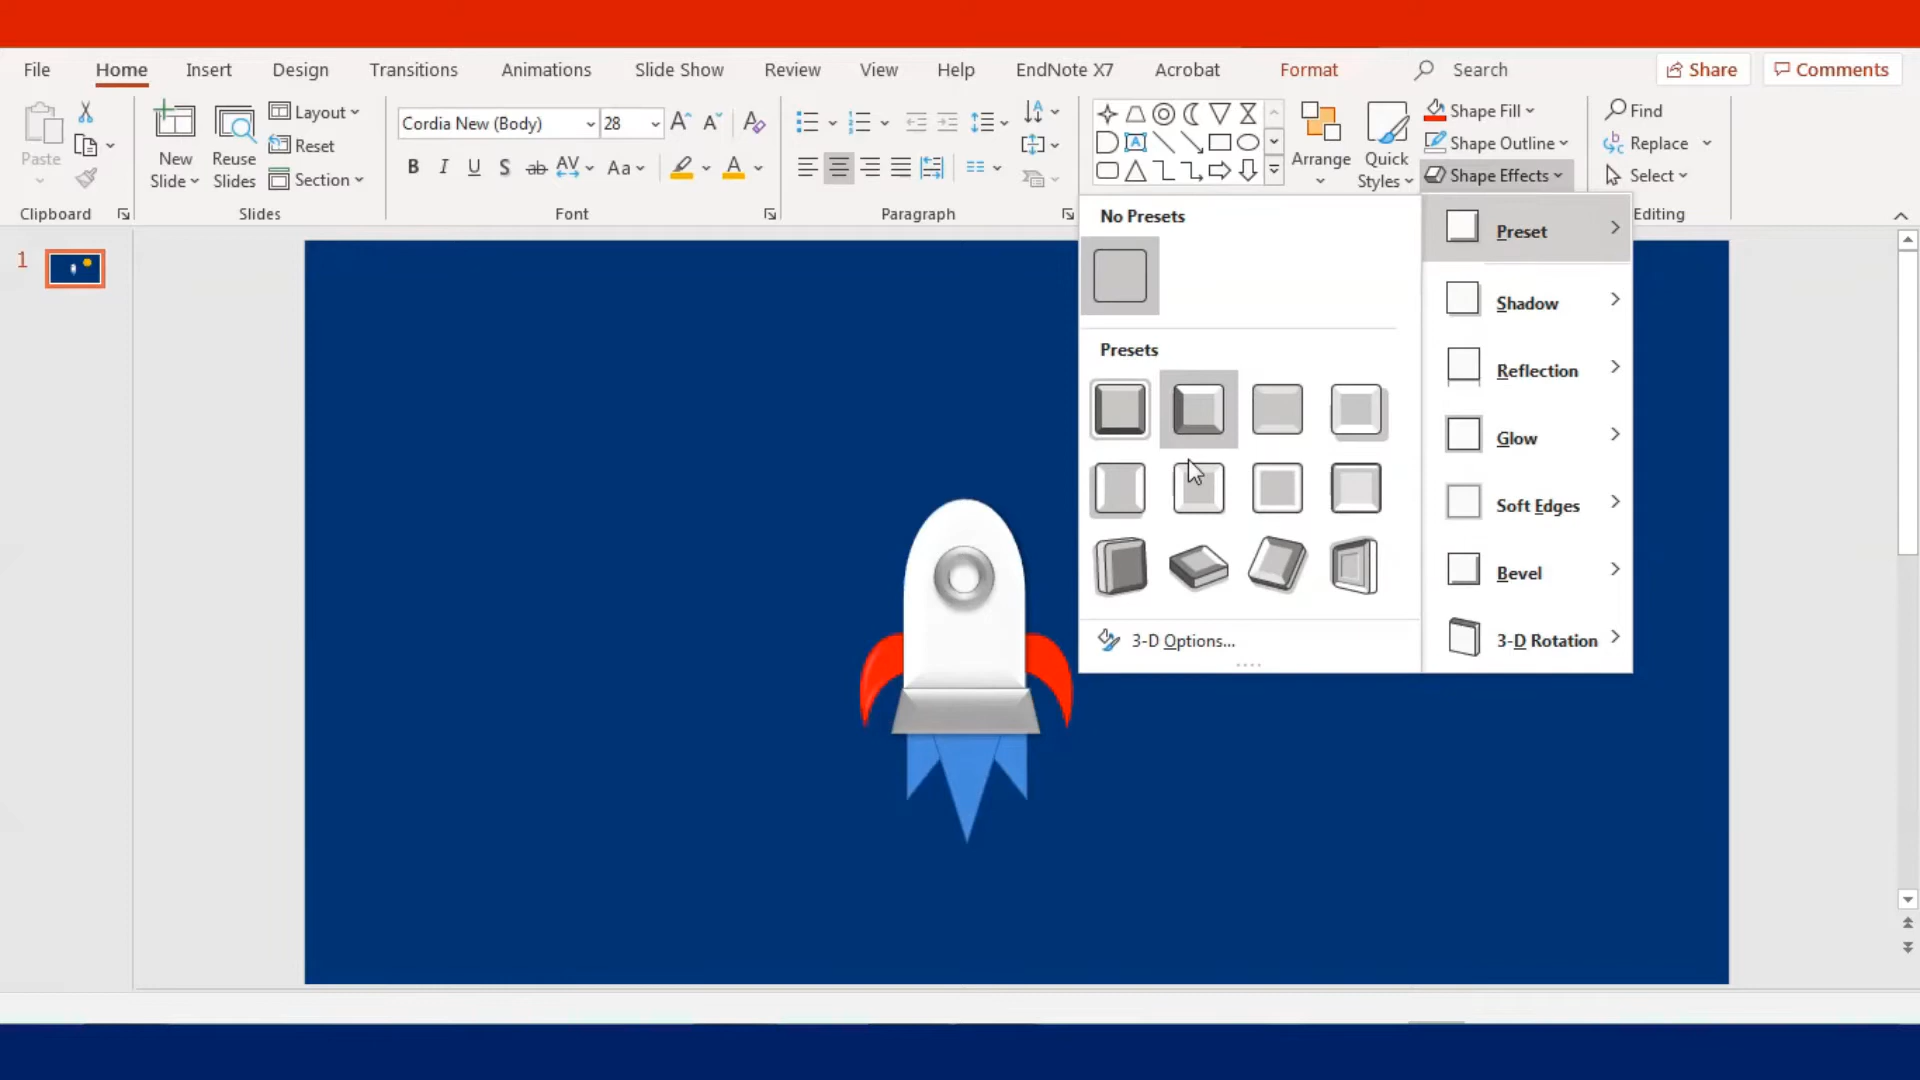 File Home Insert Design Transitions Animations Slide Show Review View Help EndNote X7 Acrobat Format Search Share Comments
Paste
New Slide
Reuse Slides
Layout
Reset
Section
Cordia New (Body) 28
B I U S ab AV Aa A
Arrange
Quick Styles
Shape Fill
Shape Outline
Shape Effects
Find
Replace
Select
Clipboard Slides Font Paragraph Editing
1
No Presets
Presets
3-D Options...
Preset
Shadow
Reflection
Glow
Soft Edges
Bevel
3-D Rotation